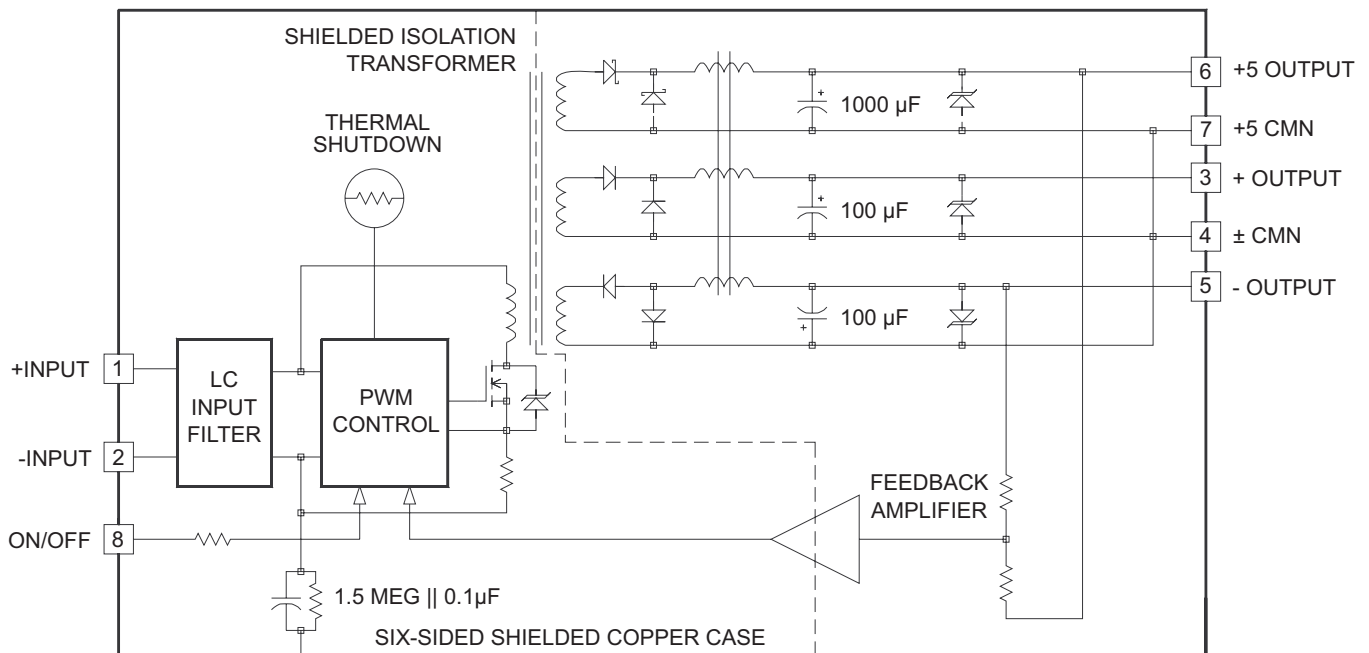 SHIELDED ISOLATION
TRANSFORMER
THERMAL
SHUTDOWN
+
1000 µF
6
+5 OUTPUT
7
+5 CMN
+
100 µF
3
+ OUTPUT
4
± CMN
100 µF
+
5
- OUTPUT
+INPUT
1
-INPUT
2
LC
INPUT
FILTER
PWM
CONTROL
FEEDBACK
AMPLIFIER
ON/OFF
8
1.5 MEG || 0.1µF
SIX-SIDED SHIELDED COPPER CASE